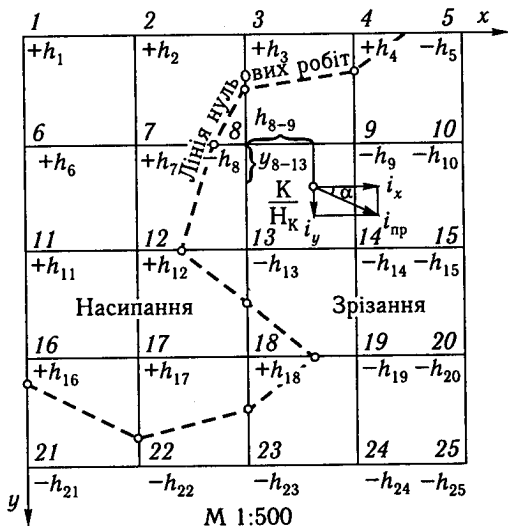 1 2 3 4 5 x
+h₁ +h₂ +h₃ +h₄ −h₅
Лінія нульових робіт
6 7 8 9 10
+h₆ +h₇ −h₈ −h₉ −h₁₀
h₈₋₉
y₈₋₁₃
K/H_K α iₓ
i_y i_пр
11 12 13 14 15
+h₁₁ +h₁₂ −h₁₃ −h₁₄ −h₁₅
Насипання Зрізання
16 17 18 19 20
+h₁₆ +h₁₇ +h₁₈ −h₁₉ −h₂₀
21 22 23 24 25
−h₂₁ −h₂₂ −h₂₃ −h₂₄ −h₂₅
y
М 1:500